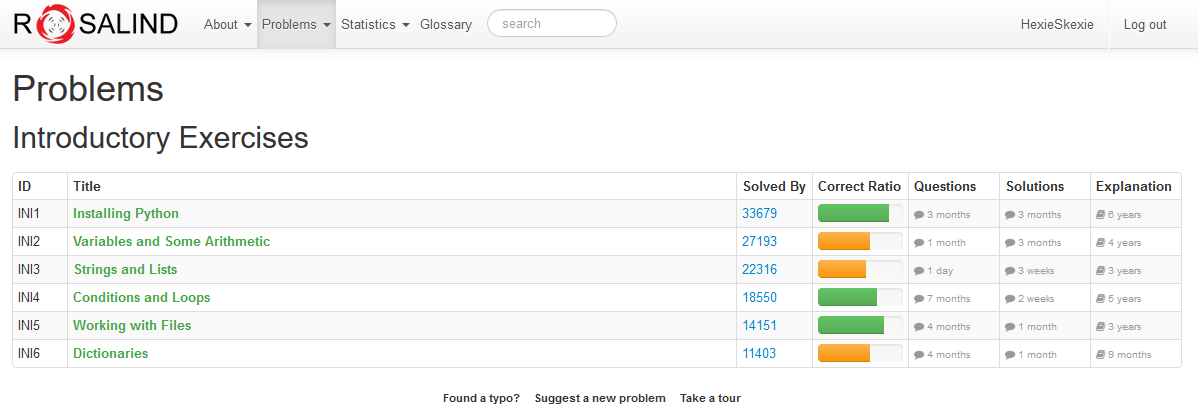 ROSALIND About Problems Statistics Glossary search HexieSkexie Log out
Problems
Introductory Exercises
ID Title Solved By Correct Ratio Questions Solutions Explanation
INI1 Installing Python 33679 3 months 3 months 6 years
INI2 Variables and Some Arithmetic 27193 1 month 3 months 4 years
INI3 Strings and Lists 22316 1 day 3 weeks 3 years
INI4 Conditions and Loops 18550 7 months 2 weeks 5 years
INI5 Working with Files 14151 4 months 1 month 3 years
INI6 Dictionaries 11403 4 months 1 month 9 months
Found a typo? Suggest a new problem Take a tour